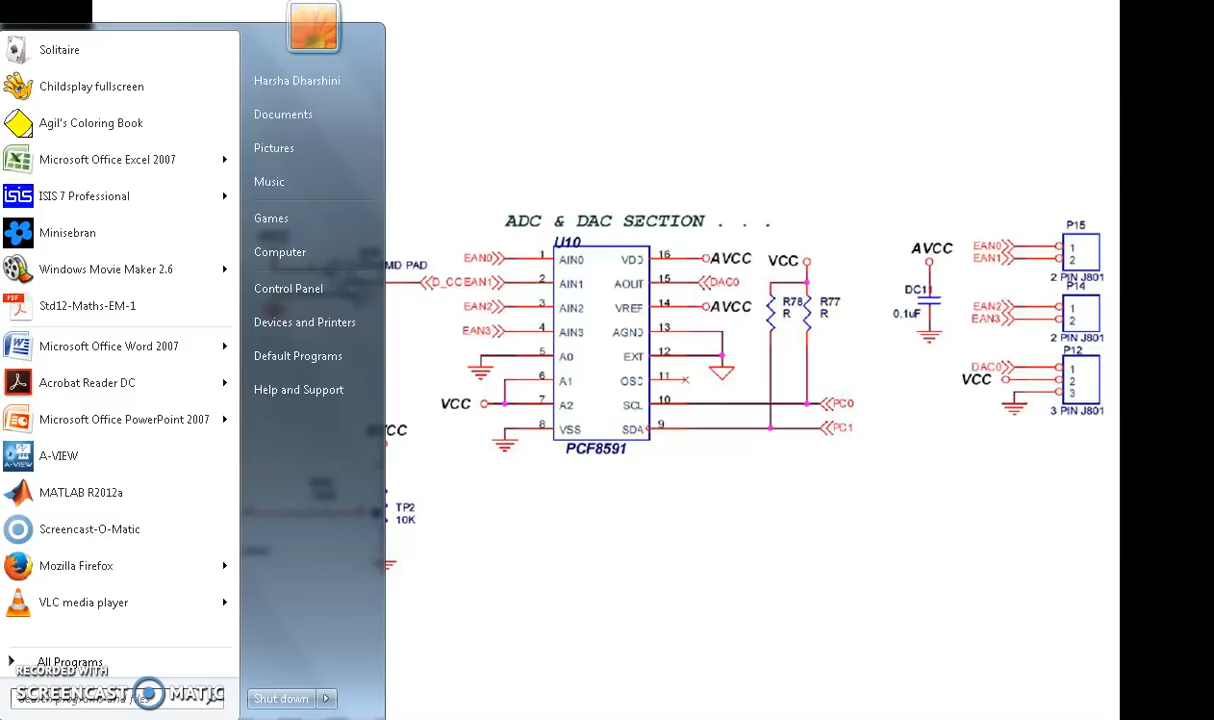 Solitaire
Childsplay fullscreen
Agil's Coloring Book
Microsoft Office Excel 2007
ISIS 7 Professional
Minisebran
Windows Movie Maker 2.6
Std12-Maths-EM-1
Microsoft Office Word 2007
Acrobat Reader DC
Microsoft Office PowerPoint 2007
A-VIEW
MATLAB R2012a
Screencast-O-Matic
Mozilla Firefox
VLC media player
All Programs
RECORDED WITH
SCREENCAST MATIC
Search programs and files
Harsha Dharshini
Documents
Pictures
Music
Games
Computer
Control Panel
Devices and Printers
Default Programs
Help and Support
Shut down
ADC & DAC SECTION . . .
U10
EAN0 1 AIN0 VDD 16 AVCC
MD PAD
D_CCEAN1 2 AIN1 AOUT 15 DAC0
EAN2 3 AIN2 VREF 14 AVCC
EAN3 4 AIN3 AGND 13
5 A0 EXT 12
6 A1 OSC 11
VCC 7 A2 SCL 10 PC0
8 VSS SDA 9 PC1
PCF8591
VCC
R78 R77
R R
TP2
10K
AVCC
DC11
0.1uF
P15
EAN0 1
EAN1 2
2 PIN J801
P14
EAN2 1
EAN3 2
2 PIN J801
P12
DAC0 1
VCC 2
3
3 PIN J801